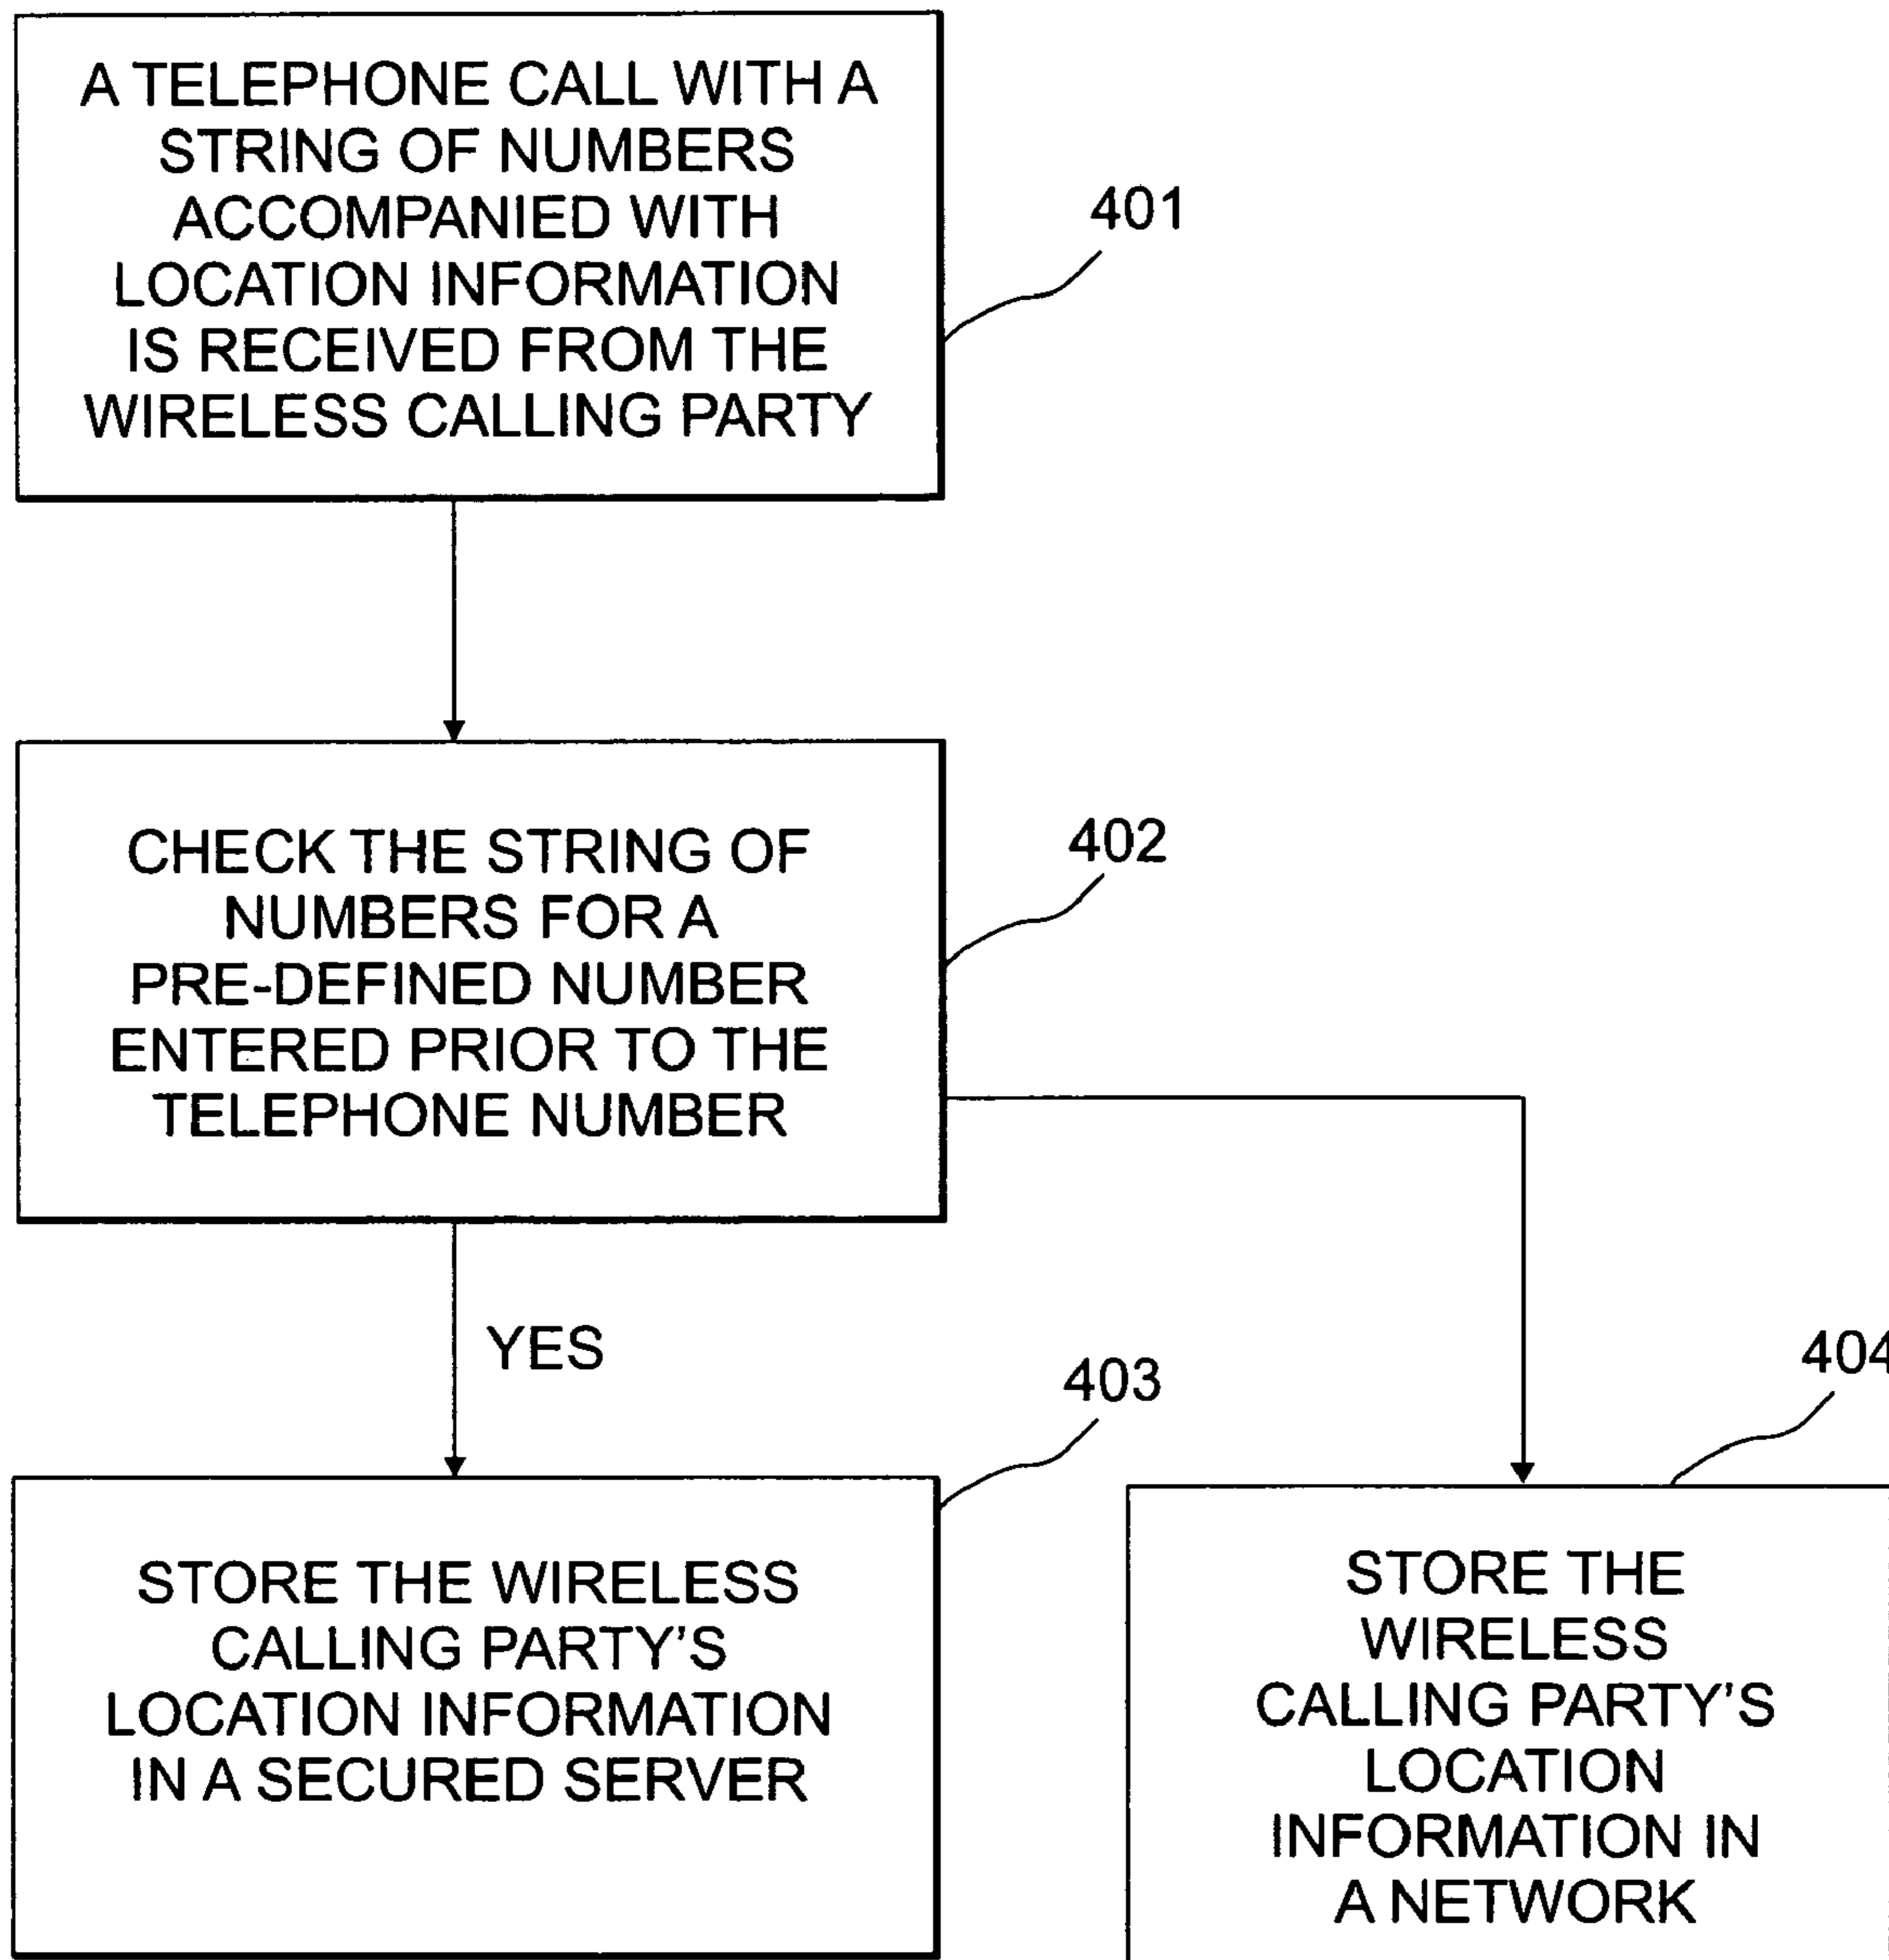 A TELEPHONE CALL WITH A
STRING OF NUMBERS
ACCOMPANIED WITH
LOCATION INFORMATION
IS RECEIVED FROM THE
WIRELESS CALLING PARTY
401
CHECK THE STRING OF
NUMBERS FOR A
PRE-DEFINED NUMBER
ENTERED PRIOR TO THE
TELEPHONE NUMBER
402
YES
403
404
STORE THE WIRELESS
CALLING PARTY'S
LOCATION INFORMATION
IN A SECURED SERVER
STORE THE
WIRELESS
CALLING PARTY'S
LOCATION
INFORMATION IN
A NETWORK